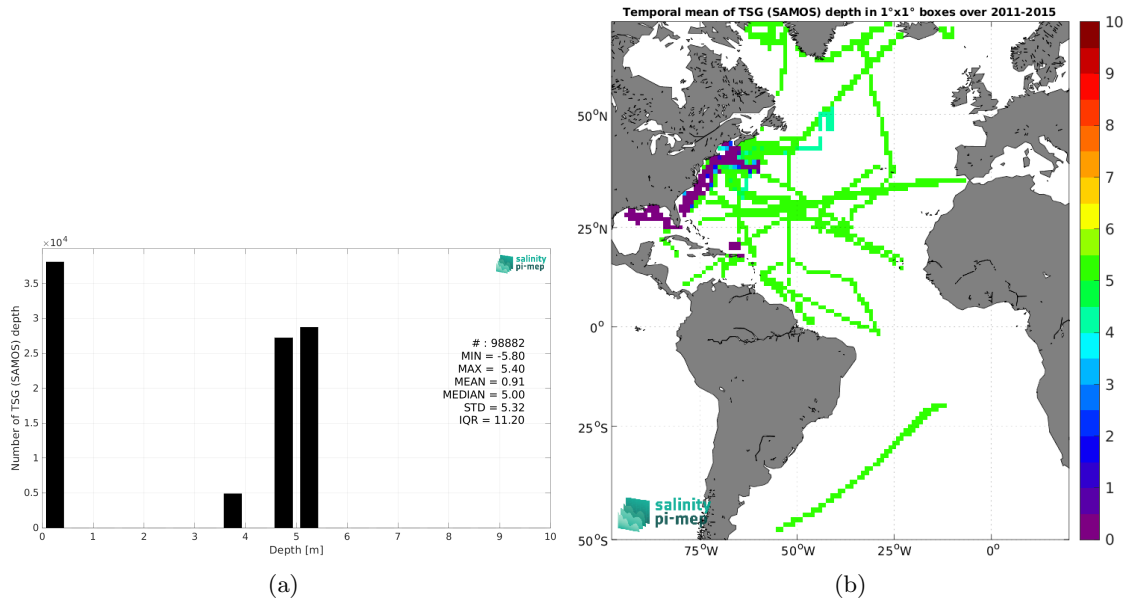 ×10⁴
3.5
3
2.5
2
1.5
1
0.5
0
Number of TSG (SAMOS) depth
0 1 2 3 4 5 6 7 8 9 10
Depth [m]
salinity
pi-mep
# : 98882
MIN = -5.80
MAX = 5.40
MEAN = 0.91
MEDIAN = 5.00
STD = 5.32
IQR = 11.20
(a)
Temporal mean of TSG (SAMOS) depth in 1°x1° boxes over 2011-2015
50°N
25°N
0°
25°S
50°S
75°W 50°W 25°W 0°
salinity
pi-mep
10
9
8
7
6
5
4
3
2
1
0
(b)